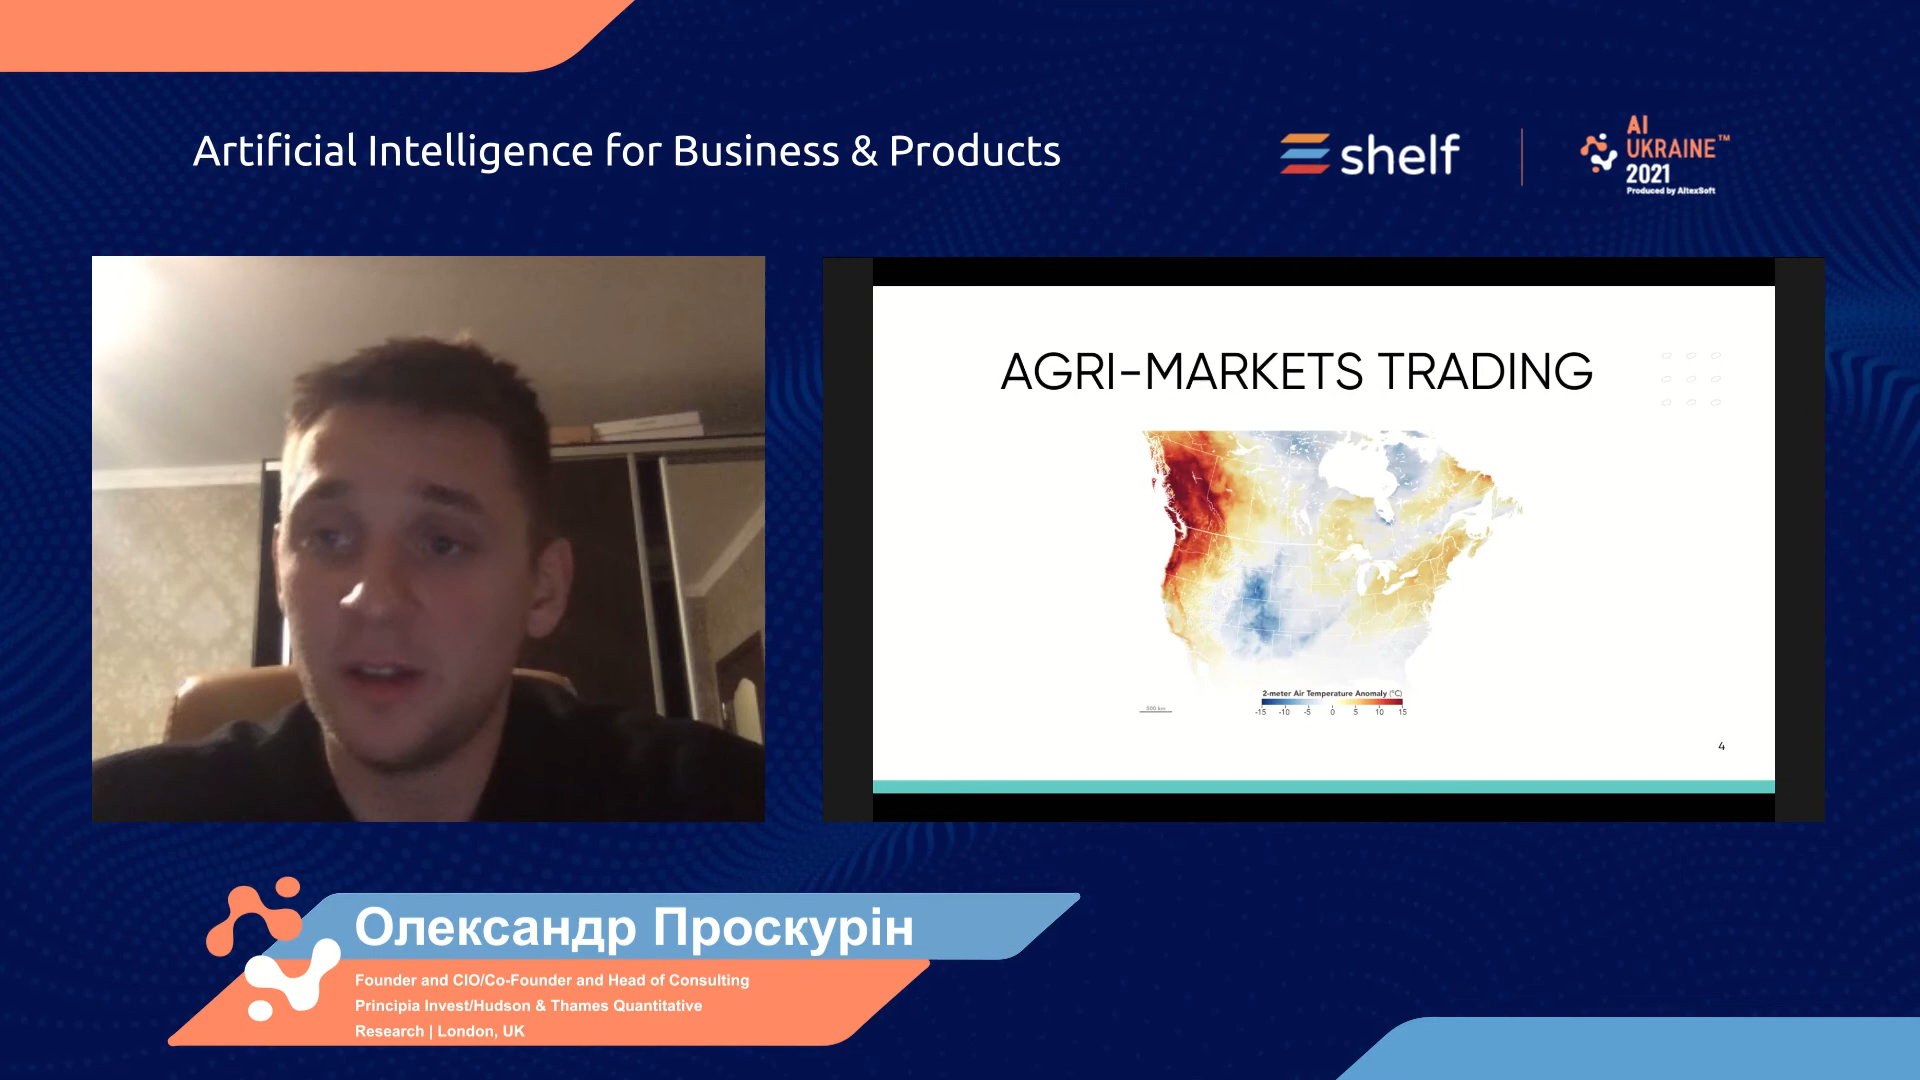 Artificial Intelligence for Business & Products
shelf
AI
UKRAINE™
2021
Produced by AltexSoft
AGRI-MARKETS TRADING
2-meter Air Temperature Anomaly (°C)
-15 -10 -5 0 5 10 15
500 km
4
Олександр Проскурін
Founder and CIO/Co-Founder and Head of Consulting
Principia Invest/Hudson & Thames Quantitative
Research | London, UK